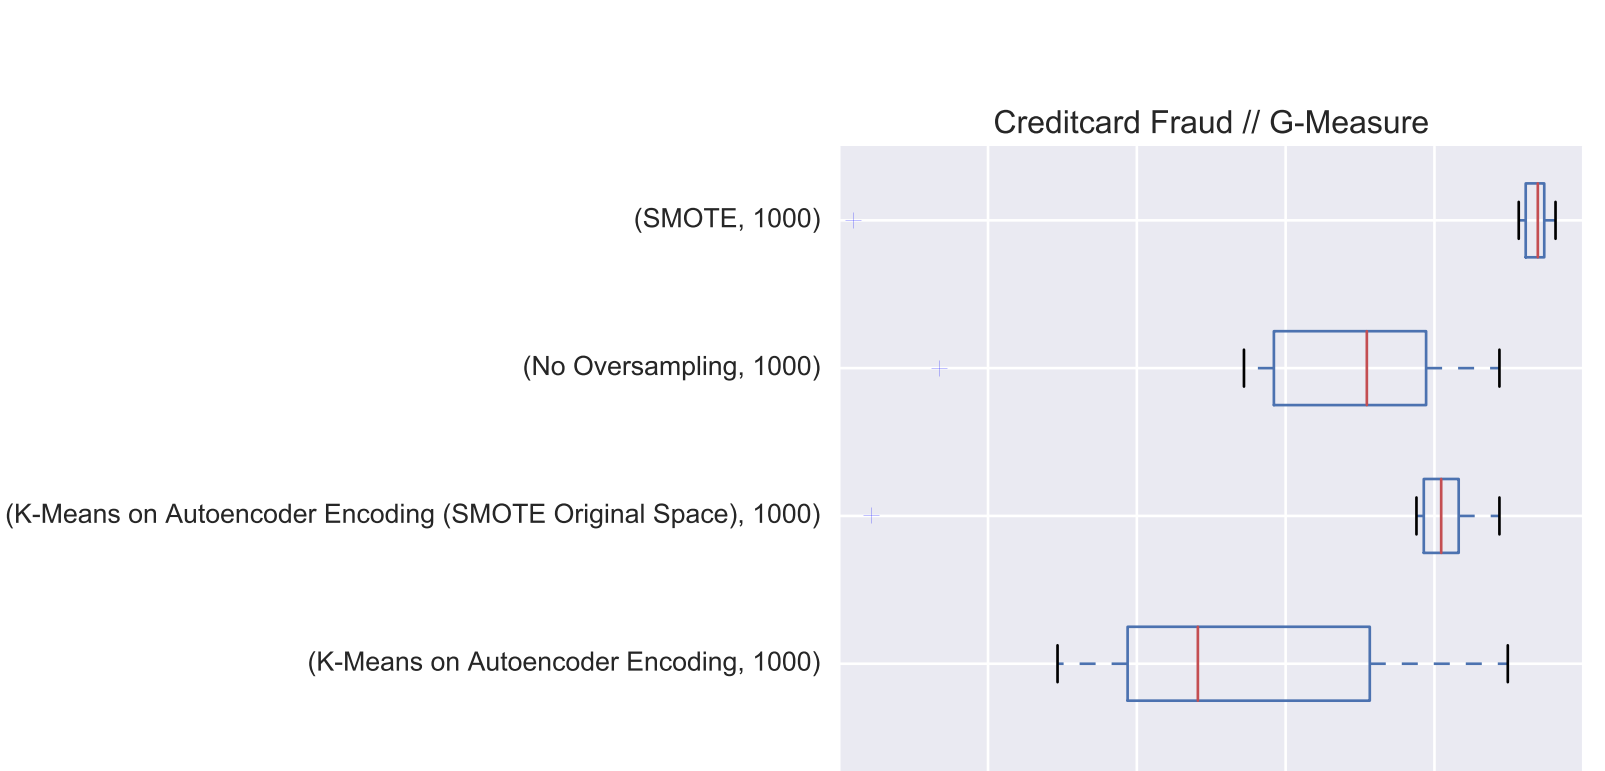 Creditcard Fraud // G-Measure
(SMOTE, 1000)
(No Oversampling, 1000)
(K-Means on Autoencoder Encoding (SMOTE Original Space), 1000)
(K-Means on Autoencoder Encoding, 1000)